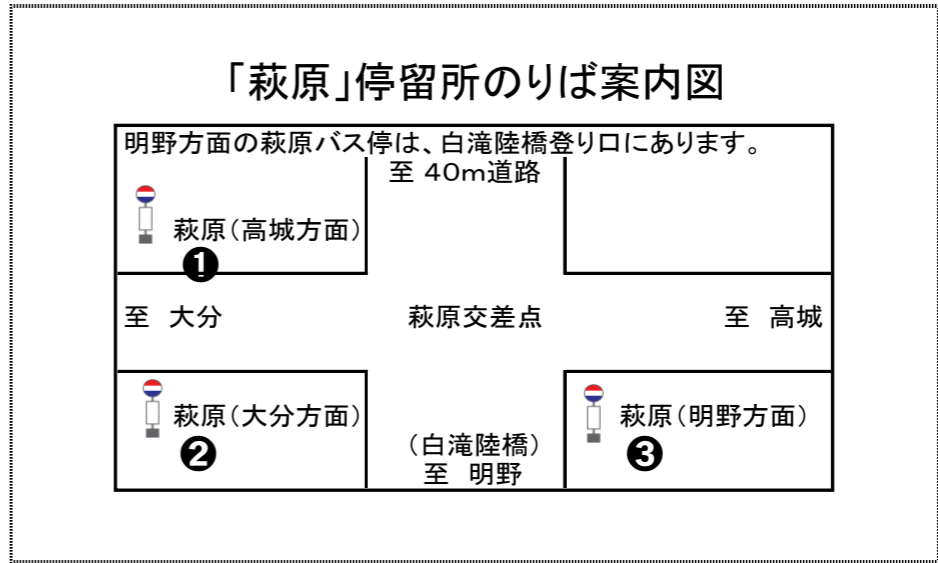 「萩原」停留所のりば案内図
明野方面の萩原バス停は、白滝陸橋登り口にあります。
至 40m道路
萩原(高城方面)
❶
至 大分
萩原交差点
至 高城
萩原(大分方面)
❷
(白滝陸橋)
至 明野
萩原(明野方面)
❸